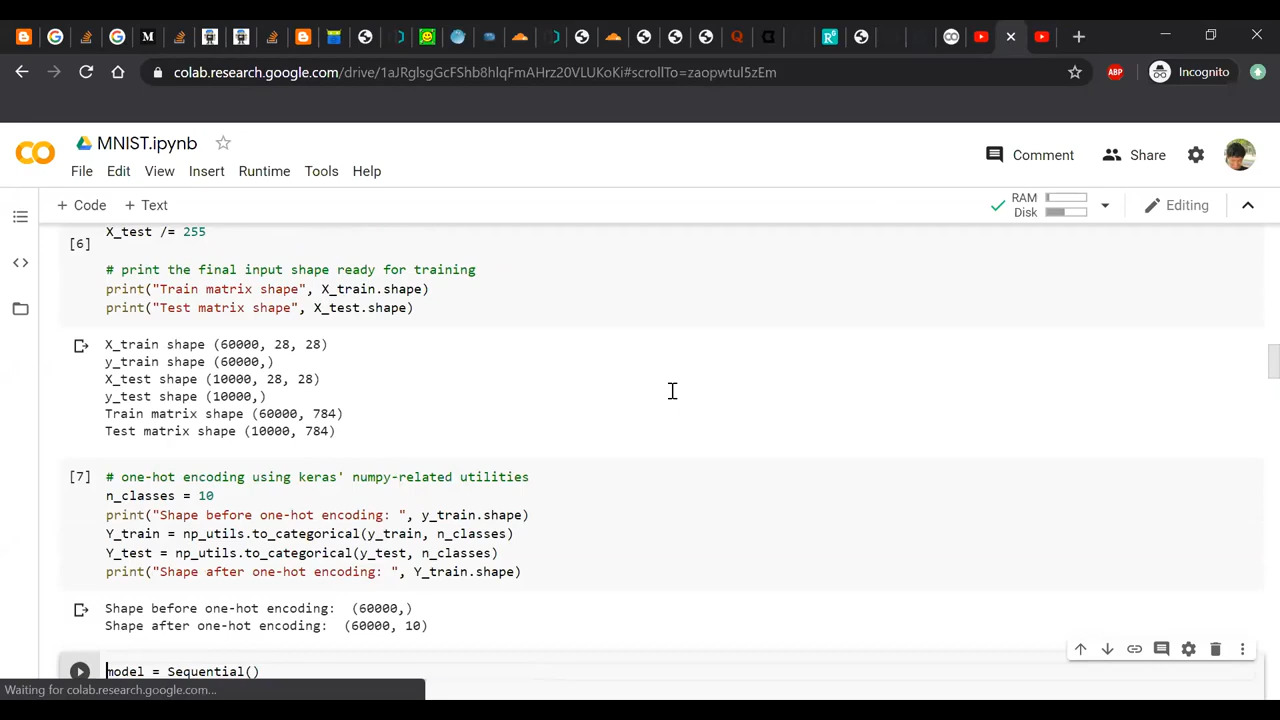 colab.research.google.com/drive/1aJRglsgGcFShb8hIqFmAHrz20VLUKoKi#scrollTo=zaopwtul5zEm
ABP
Incognito
MNIST.ipynb
Comment
Share
File Edit View Insert Runtime Tools Help
+ Code + Text
RAM
Disk
Editing
X_test /= 255
[6]
# print the final input shape ready for training
print("Train matrix shape", X_train.shape)
print("Test matrix shape", X_test.shape)
X_train shape (60000, 28, 28)
y_train shape (60000,)
X_test shape (10000, 28, 28)
y_test shape (10000,)
Train matrix shape (60000, 784)
Test matrix shape (10000, 784)
[7] # one-hot encoding using keras' numpy-related utilities
n_classes = 10
print("Shape before one-hot encoding: ", y_train.shape)
Y_train = np_utils.to_categorical(y_train, n_classes)
Y_test = np_utils.to_categorical(y_test, n_classes)
print("Shape after one-hot encoding: ", Y_train.shape)
Shape before one-hot encoding:  (60000,)
Shape after one-hot encoding:  (60000, 10)
model = Sequential()
Waiting for colab.research.google.com...